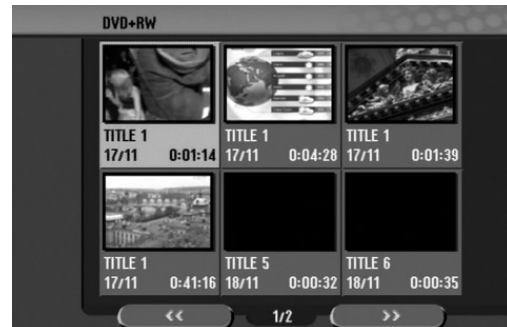 DVD+RW
TITLE 1 TITLE 1 TITLE 1
17/11 0:01:14 17/11 0:04:28 17/11 0:01:39
TITLE 1 TITLE 5 TITLE 6
17/11 0:41:16 18/11 0:00:32 18/11 0:00:35
<< 1/2 >>